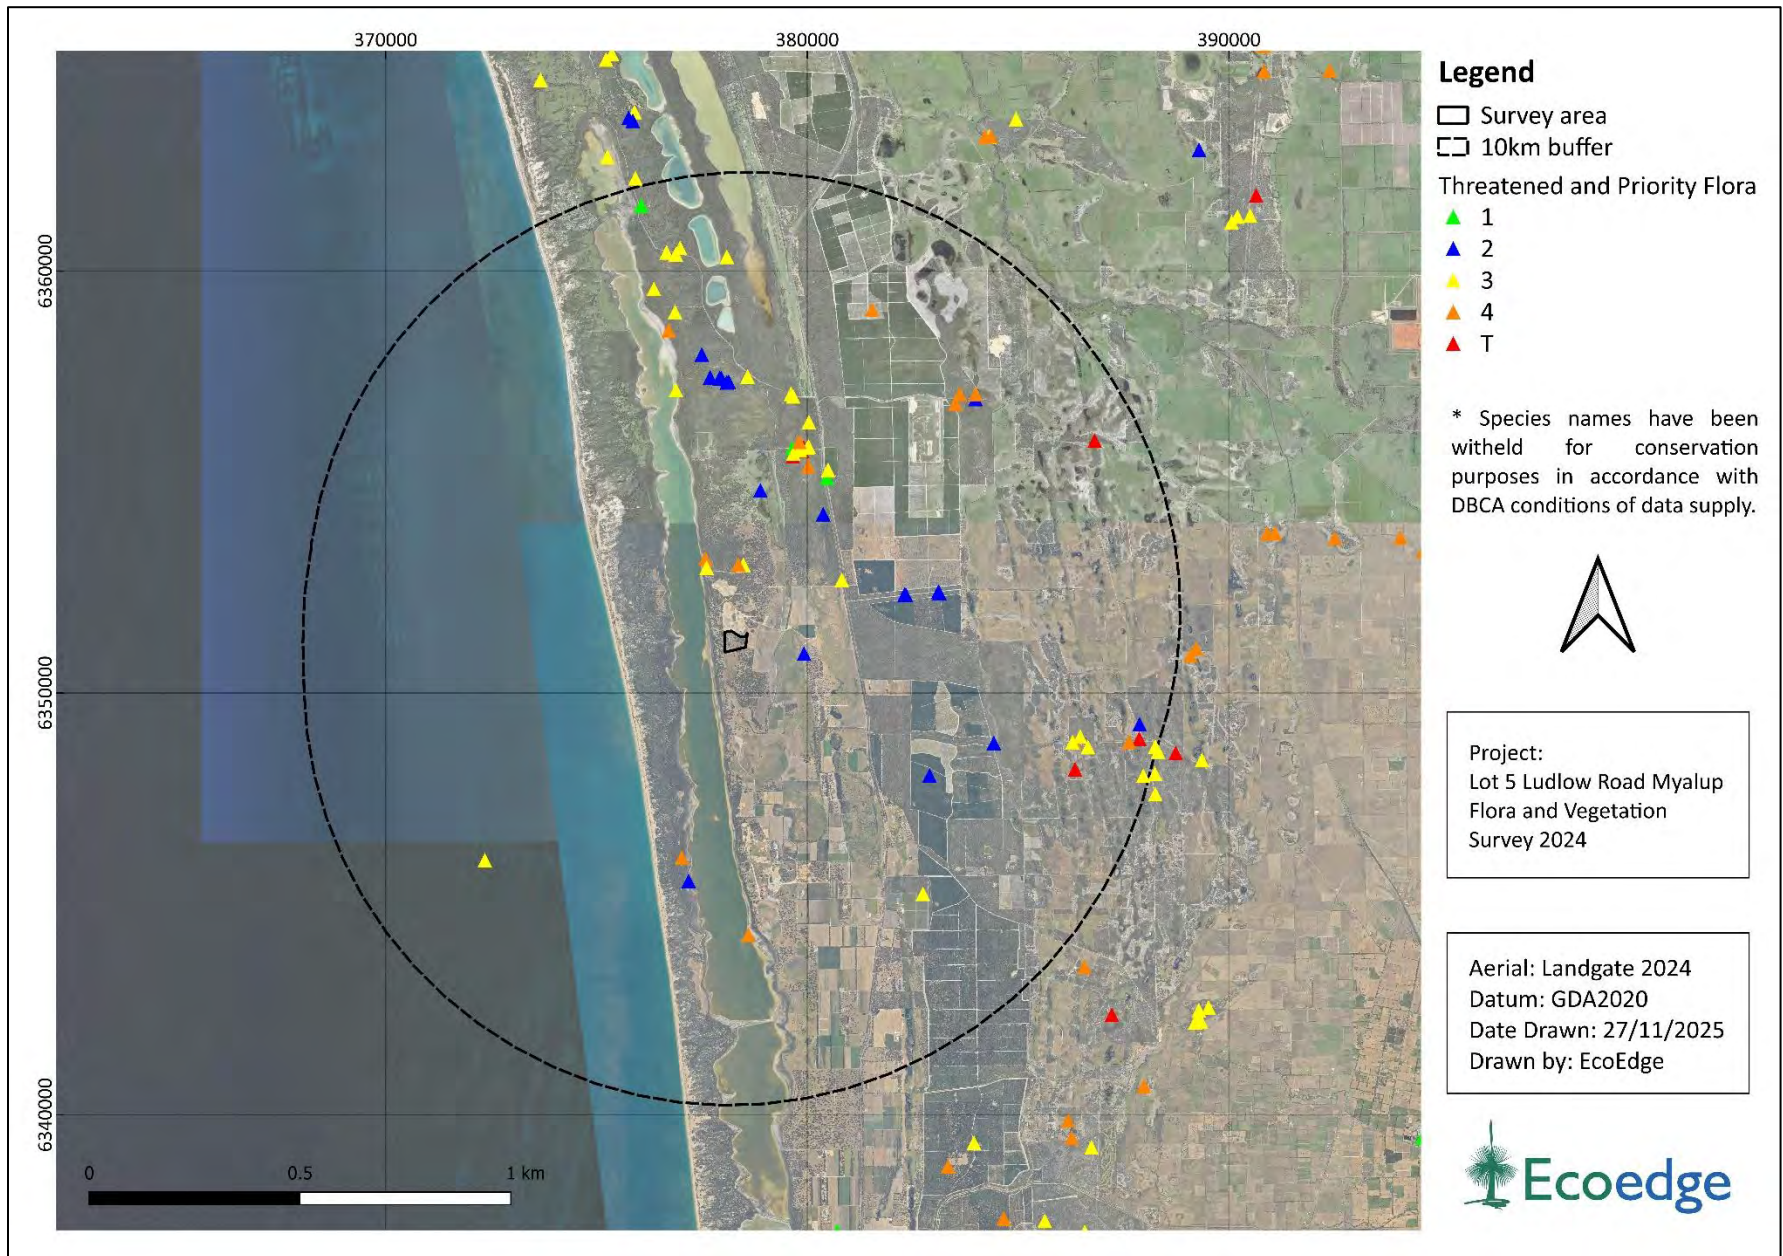 370000
380000
390000
6360000
6350000
6340000
0
0.5
1 km
Legend
Survey area
10km buffer
Threatened and Priority Flora
1
2
3
4
T
* Species names have been
witheld for conservation
purposes in accordance with
DBCA conditions of data supply.
Project:
Lot 5 Ludlow Road Myalup
Flora and Vegetation
Survey 2024
Aerial: Landgate 2024
Datum: GDA2020
Date Drawn: 27/11/2025
Drawn by: EcoEdge
Ecoedge